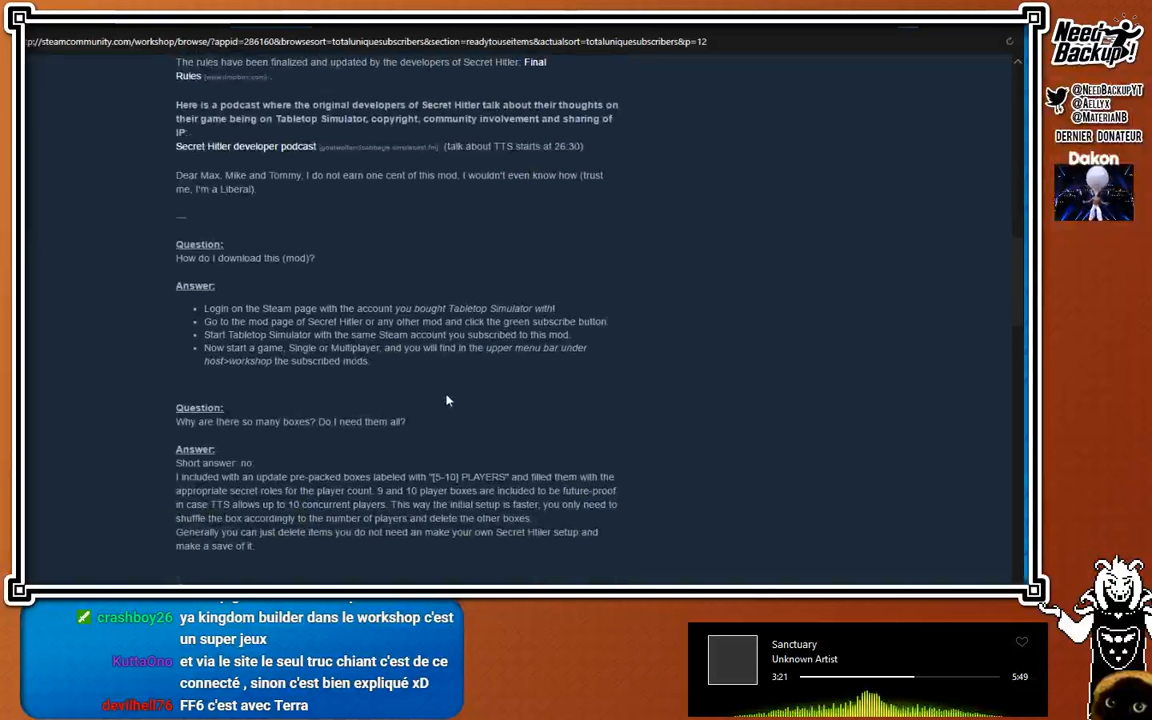 p://steamcommunity.com/workshop/browse/?appid=286160&browsesort=totaluniquesubscribers&section=readytouseitems&actualsort=totaluniquesubscribers&p=12
The rules have been finalized and updated by the developers of Secret Hitler: Final
Rules [www.dropbox.com] .
Here is a podcast where the original developers of Secret Hitler talk about their thoughts on
their game being on Tabletop Simulator, copyright, community involvement and sharing of
IP:
Secret Hitler developer podcast (talk about TTS starts at 26:30)
Dear Max, Mike and Tommy, I do not earn one cent of this mod, I wouldn't even know how (trust
me, I'm a Liberal).
—
Question:
How do I download this (mod)?
Answer:
• Login on the Steam page with the account you bought Tabletop Simulator with!
• Go to the mod page of Secret Hitler or any other mod and click the green subscribe button.
• Start Tabletop Simulator with the same Steam account you subscribed to this mod.
• Now start a game, Single or Multiplayer, and you will find in the upper menu bar under
host>workshop the subscribed mods.
Question:
Why are there so many boxes? Do I need them all?
Answer:
Short answer: no.
I included with an update pre-packed boxes labeled with "[5-10] PLAYERS" and filled them with the
appropriate secret roles for the player count. 9 and 10 player boxes are included to be future-proof
in case TTS allows up to 10 concurrent players. This way the initial setup is faster, you only need to
shuffle the box accordingly to the number of players and delete the other boxes.
Generally you can just delete items you do not need an make your own Secret Htiler setup and
make a save of it.
Need
Backup!
@NeedBackupYT
@Aellyx
@MateriaNB
DERNIER DONATEUR
Dakon
crashboy26 ya kingdom builder dans le workshop c'est
un super jeux
KuttaOno et via le site le seul truc chiant c'est de ce
connecté , sinon c'est bien expliqué xD
devilhell76 FF6 c'est avec Terra
Sanctuary
Unknown Artist
3:21
5:49